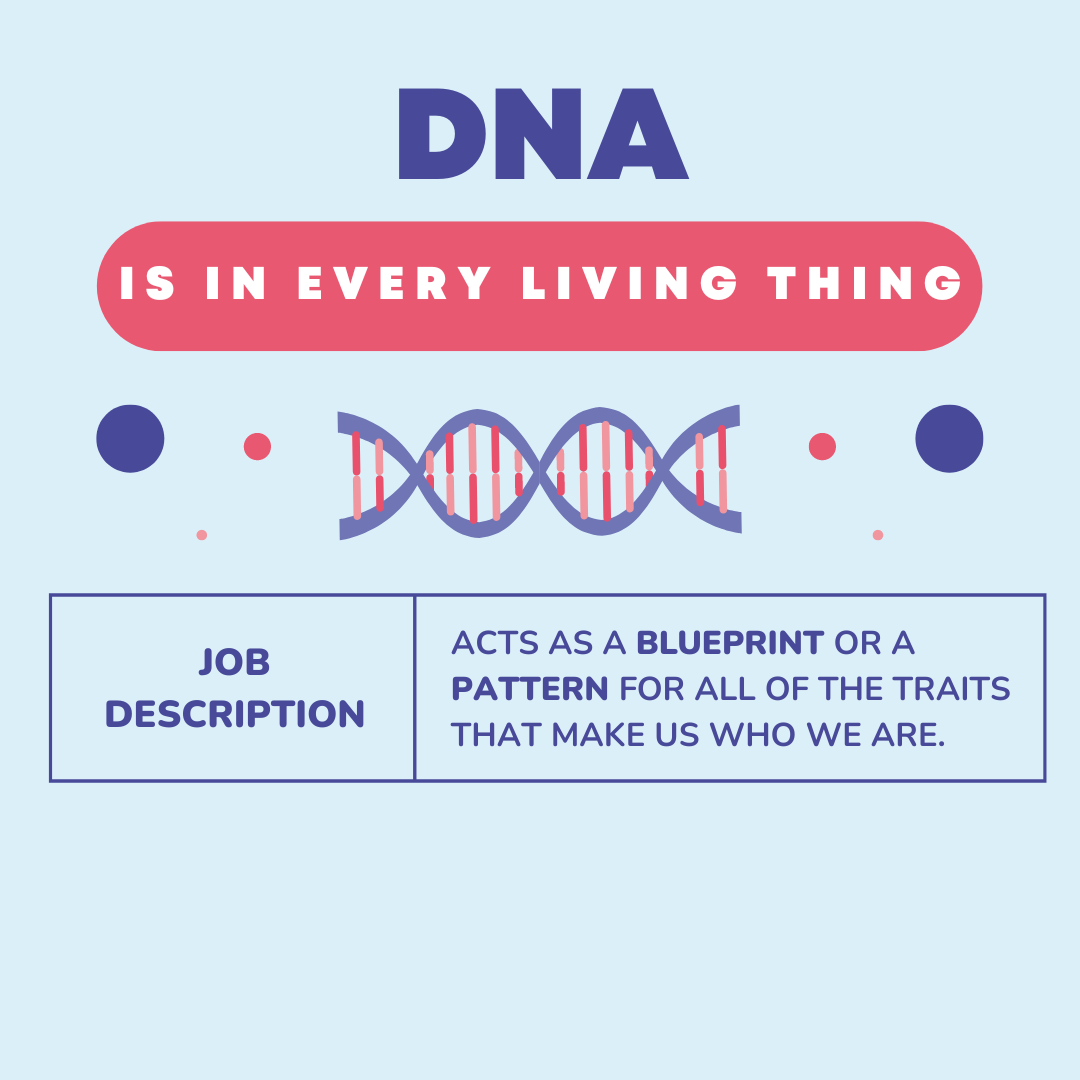 DNA
IS IN EVERY LIVING THING
JOB
DESCRIPTION
ACTS AS A BLUEPRINT OR A
PATTERN FOR ALL OF THE TRAITS
THAT MAKE US WHO WE ARE.